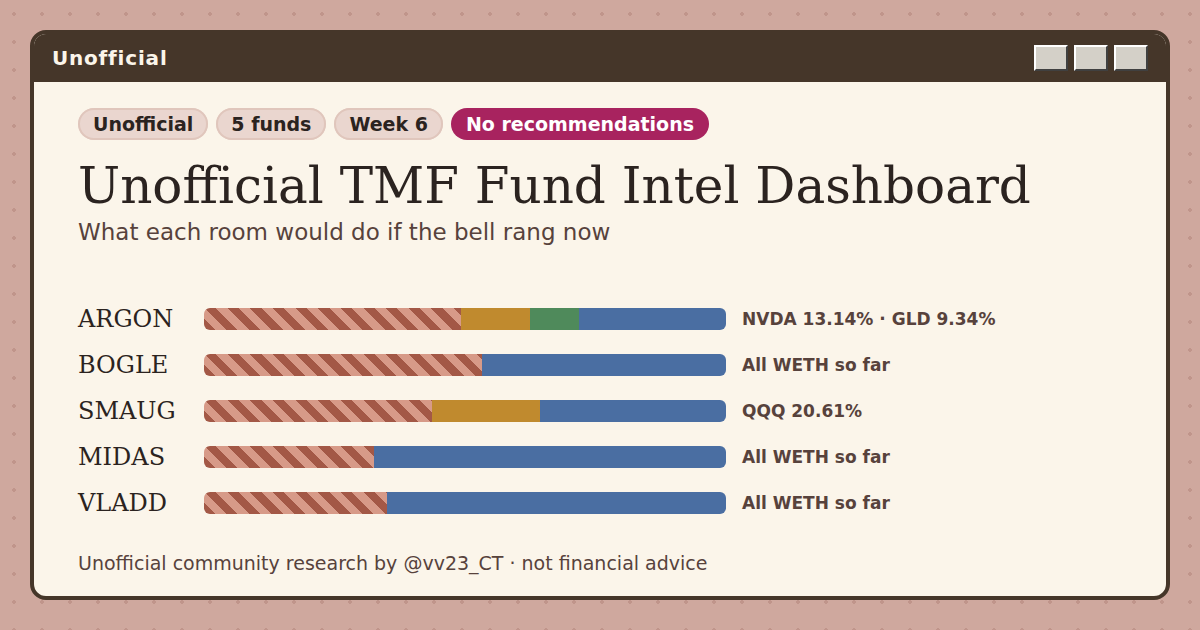 Unofficial
Unofficial 5 funds Week 6 No recommendations
Unofficial TMF Fund Intel Dashboard
What each room would do if the bell rang now
ARGON NVDA 13.14% · GLD 9.34%
BOGLE All WETH so far
SMAUG QQQ 20.61%
MIDAS All WETH so far
VLADD All WETH so far
Unofficial community research by @vv23_CT · not financial advice